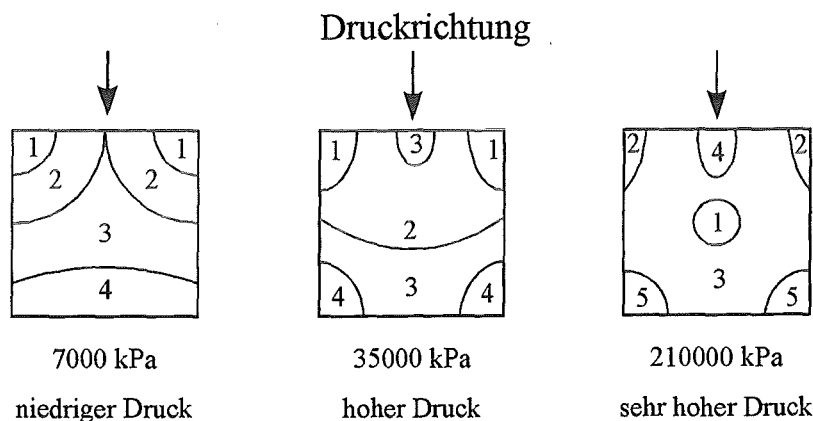 Druckrichtung
1 1
2 2
3
4
1 3 1
2
3
4 4
2 4 2
1
3
5 5
7000 kPa 35000 kPa 210000 kPa
niedriger Druck hoher Druck sehr hoher Druck